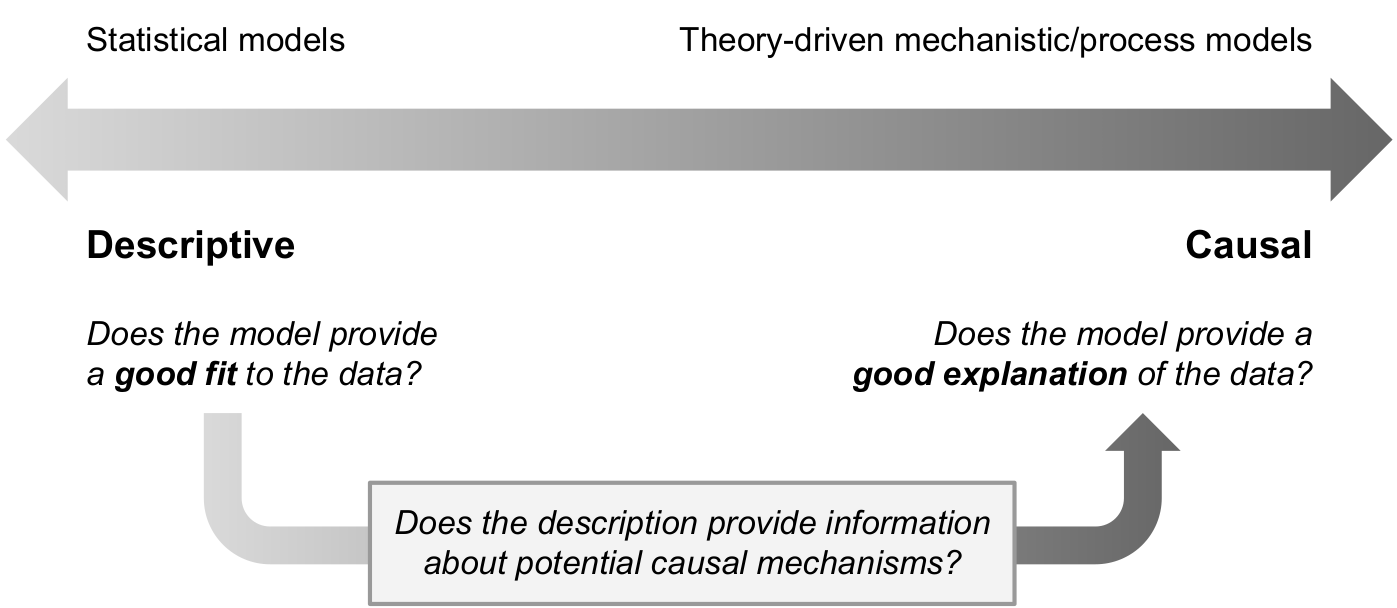 Statistical models
Theory-driven mechanistic/process models
Descriptive
Causal
Does the model provide
a good fit to the data?
Does the model provide a
good explanation of the data?
Does the description provide information
about potential causal mechanisms?